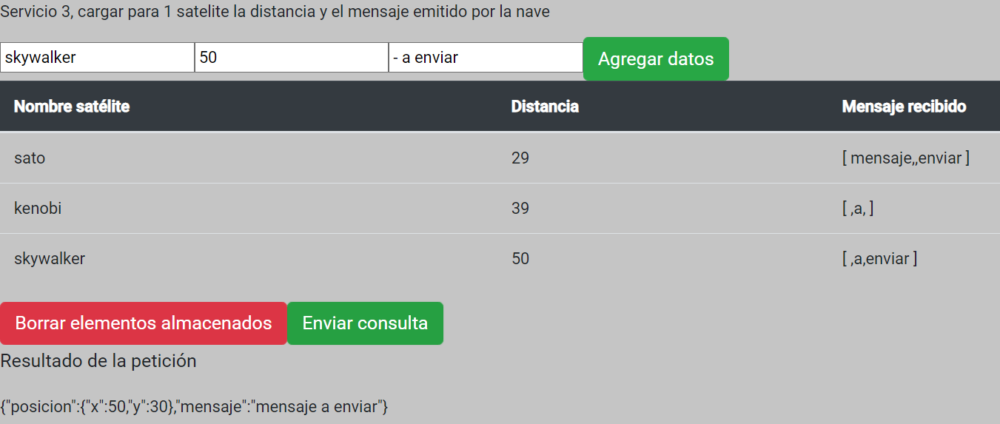 Servicio 3, cargar para 1 satelite la distancia y el mensaje emitido por la nave
skywalker 50 - a enviar Agregar datos
Nombre satélite Distancia Mensaje recibido
sato 29 [ mensaje,,enviar ]
kenobi 39 [ ,a, ]
skywalker 50 [ ,a,enviar ]
Borrar elementos almacenados Enviar consulta
Resultado de la petición
{"posicion":{"x":50,"y":30},"mensaje":"mensaje a enviar"}